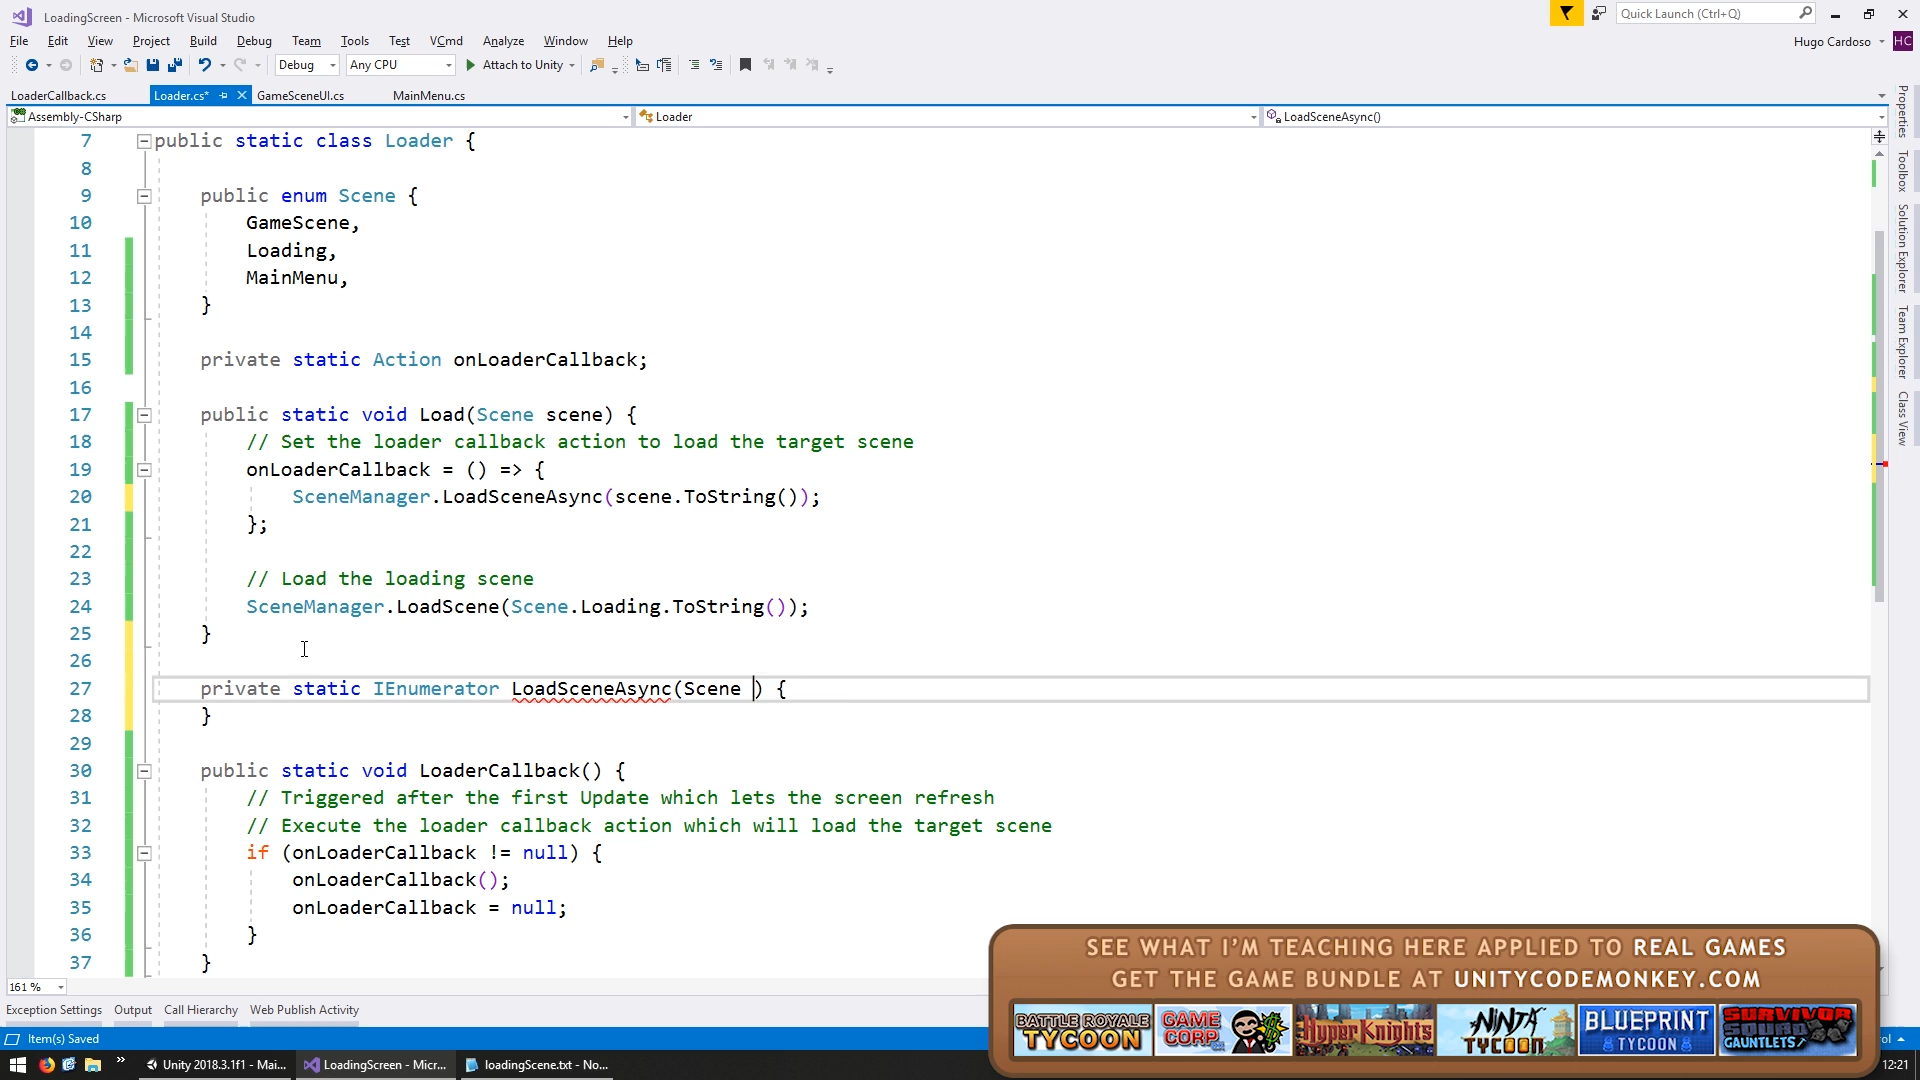 LoadingScreen - Microsoft Visual Studio
Quick Launch (Ctrl+Q)
File Edit View Project Build Debug Team Tools Test VCmd Analyze Window Help
Hugo Cardoso HC
Debug Any CPU Attach to Unity
LoaderCallback.cs Loader.cs* GameSceneUI.cs MainMenu.cs
Assembly-CSharp Loader LoadSceneAsync()
7 public static class Loader {
8
9 public enum Scene {
10 GameScene,
11 Loading,
12 MainMenu,
13 }
14
15 private static Action onLoaderCallback;
16
17 public static void Load(Scene scene) {
18 // Set the loader callback action to load the target scene
19 onLoaderCallback = () => {
20 SceneManager.LoadSceneAsync(scene.ToString());
21 };
22
23 // Load the loading scene
24 SceneManager.LoadScene(Scene.Loading.ToString());
25 }
26
27 private static IEnumerator LoadSceneAsync(Scene ) {
28 }
29
30 public static void LoaderCallback() {
31 // Triggered after the first Update which lets the screen refresh
32 // Execute the loader callback action which will load the target scene
33 if (onLoaderCallback != null) {
34 onLoaderCallback();
35 onLoaderCallback = null;
36 }
37 }
Properties
Toolbox
Solution Explorer
Team Explorer
Class View
161 %
Exception Settings Output Call Hierarchy Web Publish Activity
Item(s) Saved
SEE WHAT I'M TEACHING HERE APPLIED TO REAL GAMES
GET THE GAME BUNDLE AT UNITYCODEMONKEY.COM
BATTLE ROYALE TYCOON
GAME CORP
HYPER KNIGHTS
NINJA TYCOON
BLUEPRINT TYCOON
SURVIVOR SQUAD GAUNTLETS
Unity 2018.3.1f1 - Mai... LoadingScreen - Micr... loadingScene.txt - No...
12:21